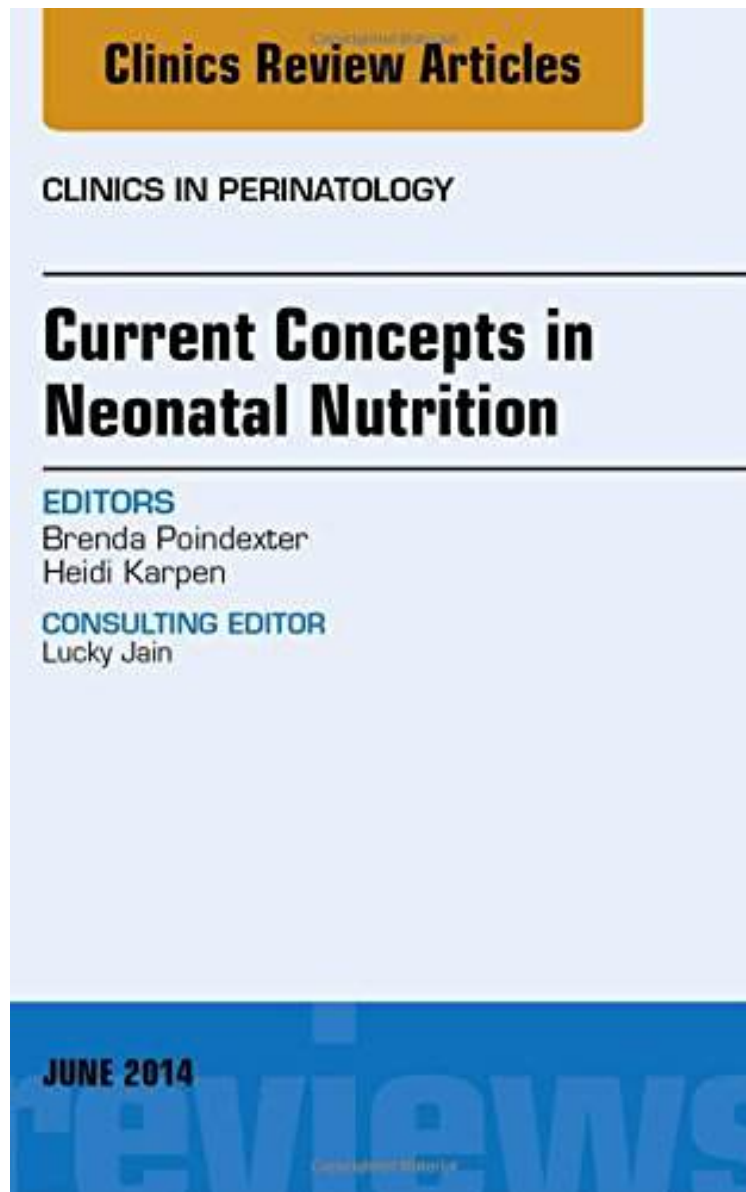 Clinics Review Articles
CLINICS IN PERINATOLOGY
Current Concepts in
Neonatal Nutrition
EDITORS
Brenda Poindexter
Heidi Karpen
CONSULTING EDITOR
Lucky Jain
JUNE 2014
reviews